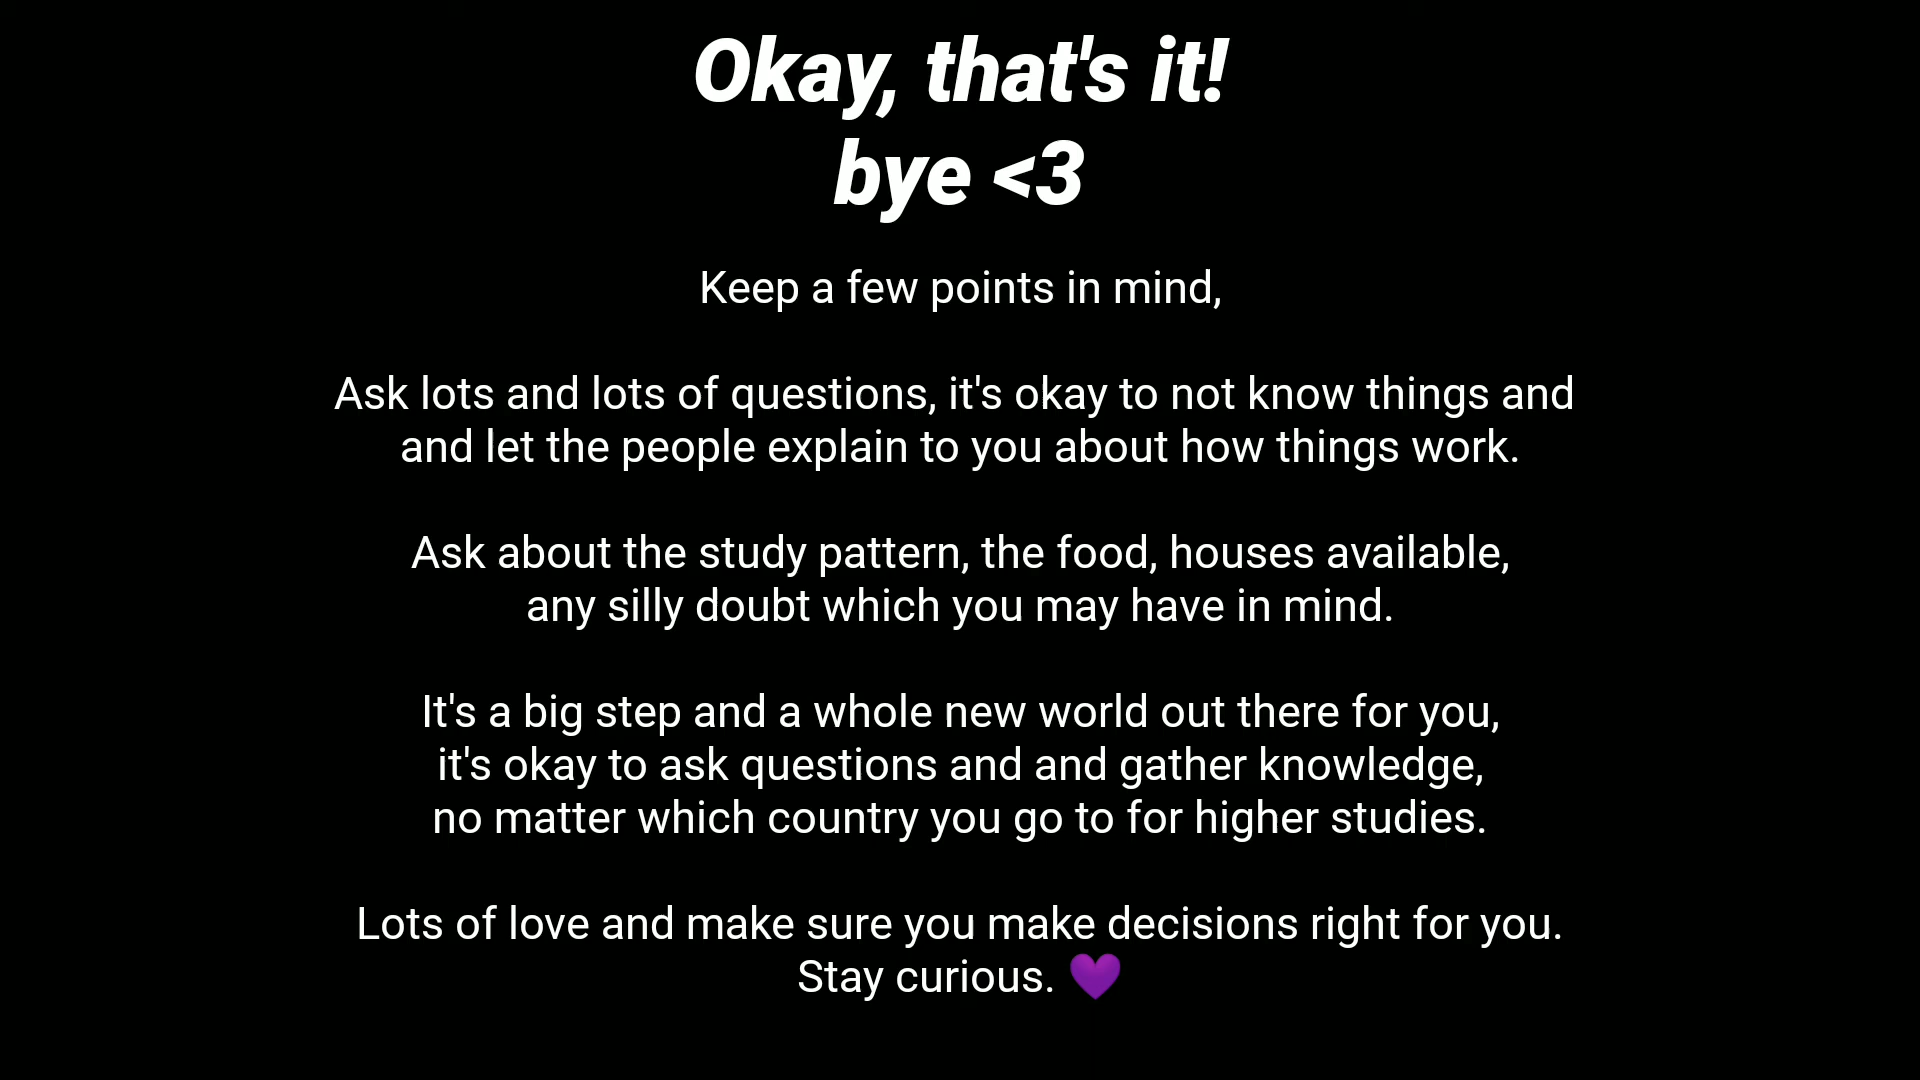 Okay, that's it!
bye <3
Keep a few points in mind,
Ask lots and lots of questions, it's okay to not know things and
and let the people explain to you about how things work.
Ask about the study pattern, the food, houses available,
any silly doubt which you may have in mind.
It's a big step and a whole new world out there for you,
it's okay to ask questions and and gather knowledge,
no matter which country you go to for higher studies.
Lots of love and make sure you make decisions right for you.
Stay curious. 💜